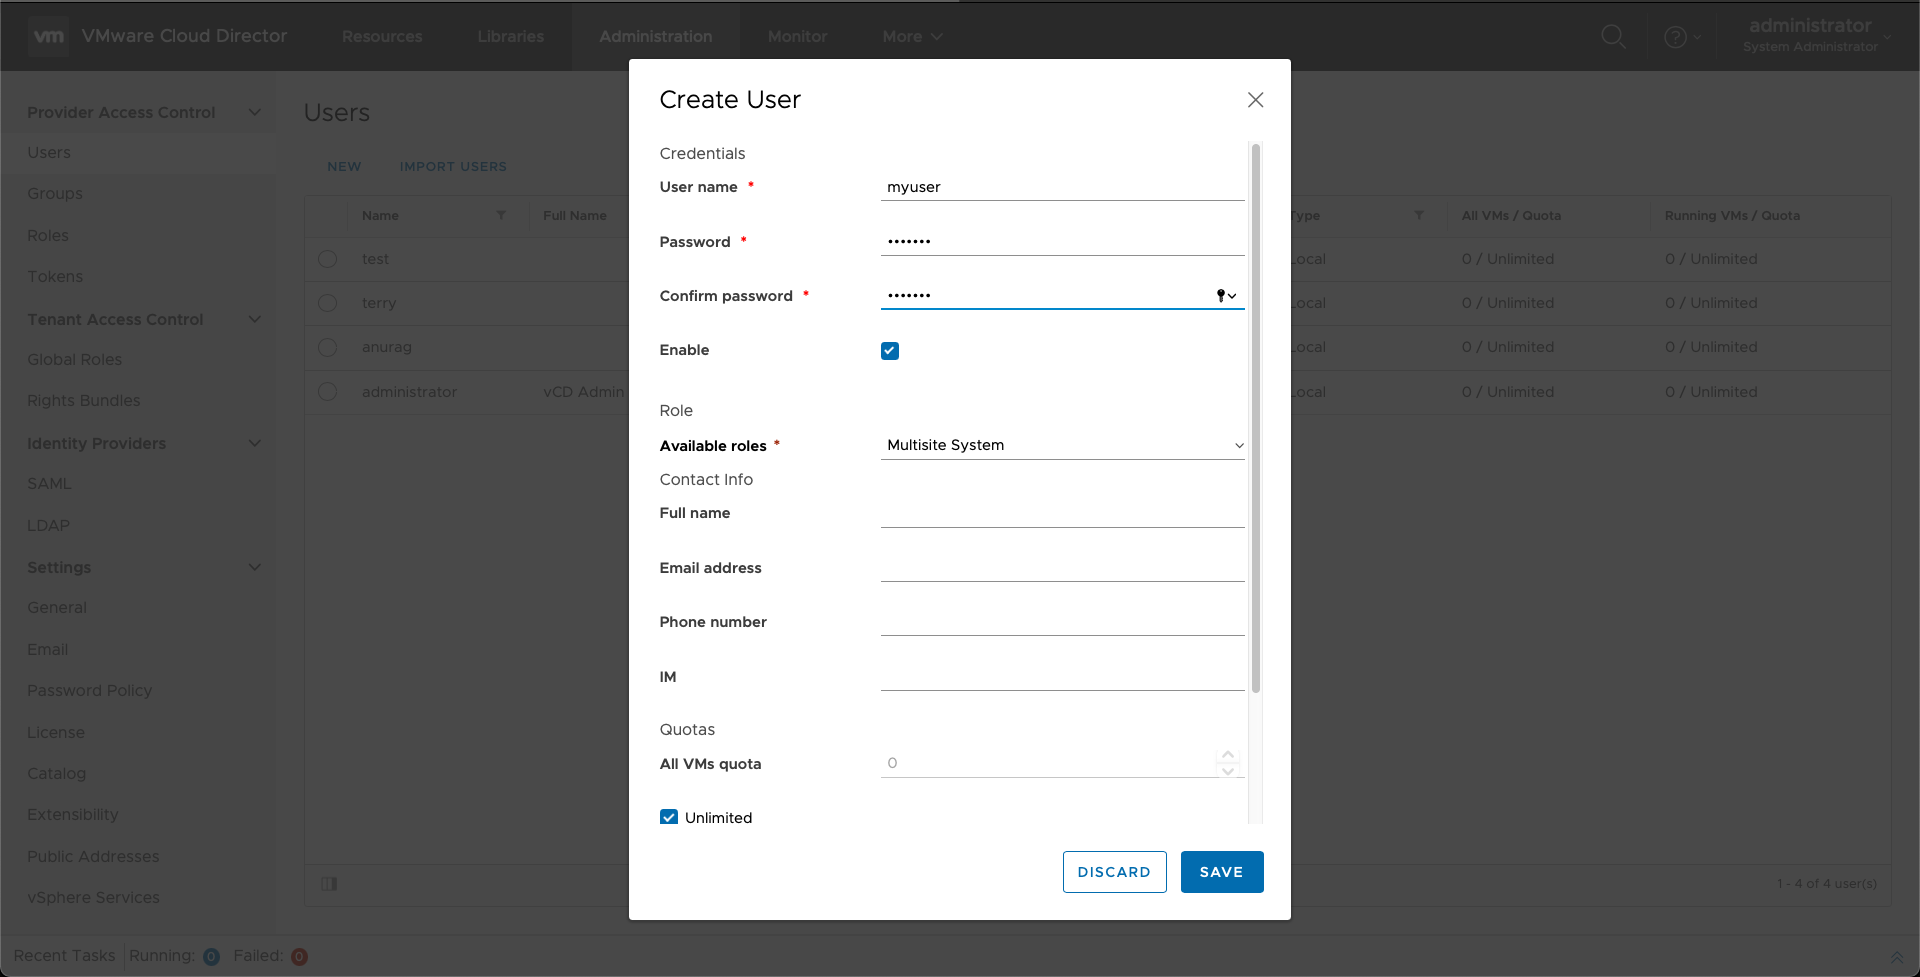 vm VMware Cloud Director Resources Libraries Administration Monitor More administrator
System Administrator
Provider Access Control
Users
Groups
Roles
Tokens
Tenant Access Control
Global Roles
Rights Bundles
Identity Providers
SAML
LDAP
Settings
General
Email
Password Policy
License
Catalog
Extensibility
Public Addresses
vSphere Services
Users
NEW IMPORT USERS
Name Full Name Type All VMs / Quota Running VMs / Quota
test Local 0 / Unlimited 0 / Unlimited
terry Local 0 / Unlimited 0 / Unlimited
anurag Local 0 / Unlimited 0 / Unlimited
administrator vCD Admin Local 0 / Unlimited 0 / Unlimited
1 - 4 of 4 user(s)
Create User
Credentials
User name * myuser
Password * •••••••
Confirm password * •••••••
Enable
Role
Available roles * Multisite System
Contact Info
Full name
Email address
Phone number
IM
Quotas
All VMs quota 0
Unlimited
DISCARD SAVE
Recent Tasks Running: 0 Failed: 0